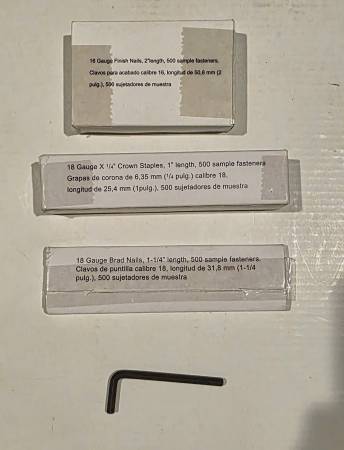 16 Gauge Finish Nails, 2"length, 500 sample fasteners.
Clavos para acabado calibre 16, longitud de 50,8 mm (2
pulg.), 500 sujetadores de muestra
18 Gauge X 1/4" Crown Staples, 1" length, 500 sample fasteners
Grapas de corona de 6,35 mm (1/4 pulg.) calibre 18,
longitud de 25,4 mm (1pulg.), 500 sujetadores de muestra
18 Gauge Brad Nails, 1-1/4" length, 500 sample fasteners.
Clavos de puntilla calibre 18, longitud de 31,8 mm (1-1/4
pulg.), 500 sujetadores de muestra